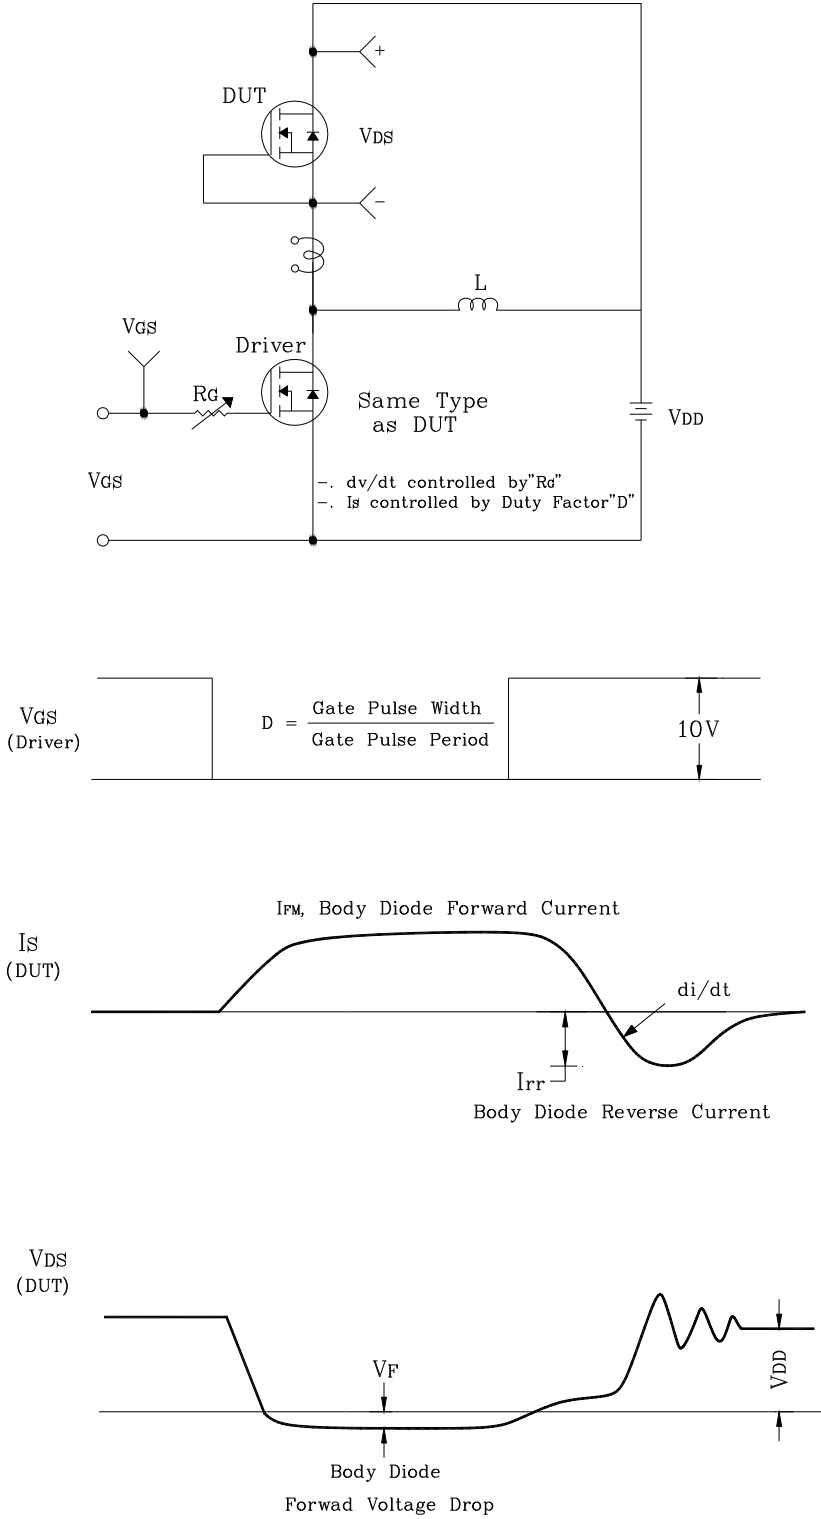 +
DUT
VDS
−
L
VGS
Driver
RG
Same Type
as DUT
VDD
VGS
−. dv/dt controlled by"RG"
−. Is controlled by Duty Factor"D"
VGS
(Driver)
D = Gate Pulse Width
Gate Pulse Period
10V
IFM, Body Diode Forward Current
IS
(DUT)
di/dt
Irr
Body Diode Reverse Current
VDS
(DUT)
VF
VDD
Body Diode
Forwad Voltage Drop